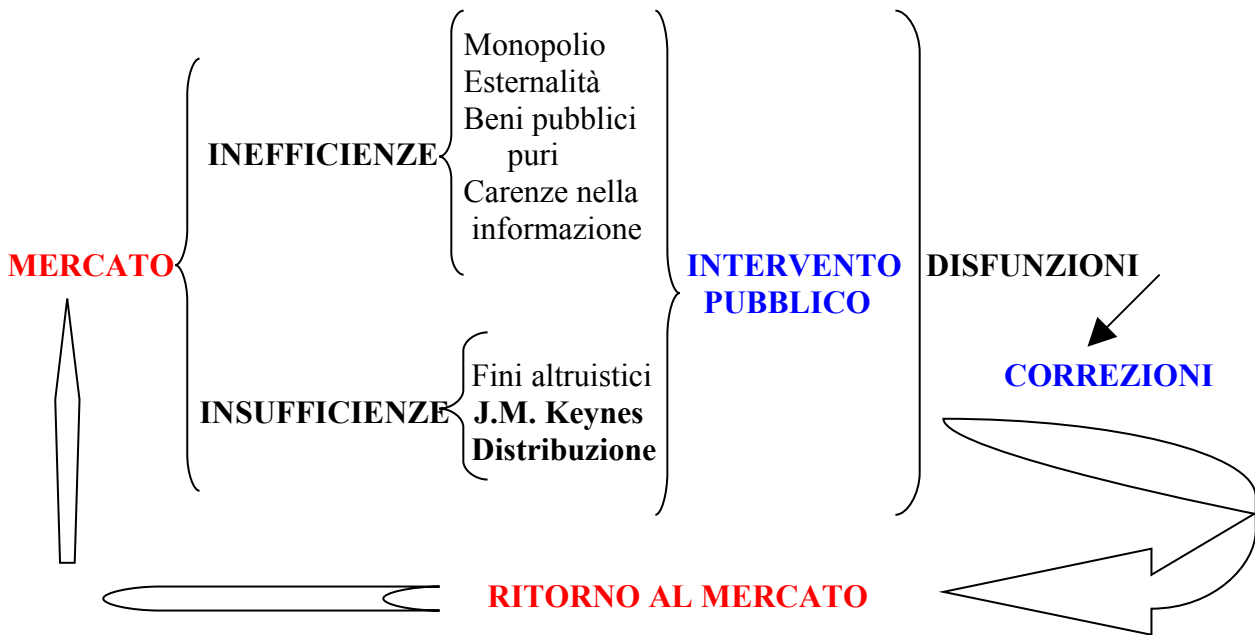 Monopolio
Esternalità
Beni pubblici
puri
Carenze nella
informazione
INEFFICIENZE
MERCATO
INTERVENTO
PUBBLICO
DISFUNZIONI
CORREZIONI
INSUFFICIENZE
Fini altruistici
J.M. Keynes
Distribuzione
RITORNO AL MERCATO